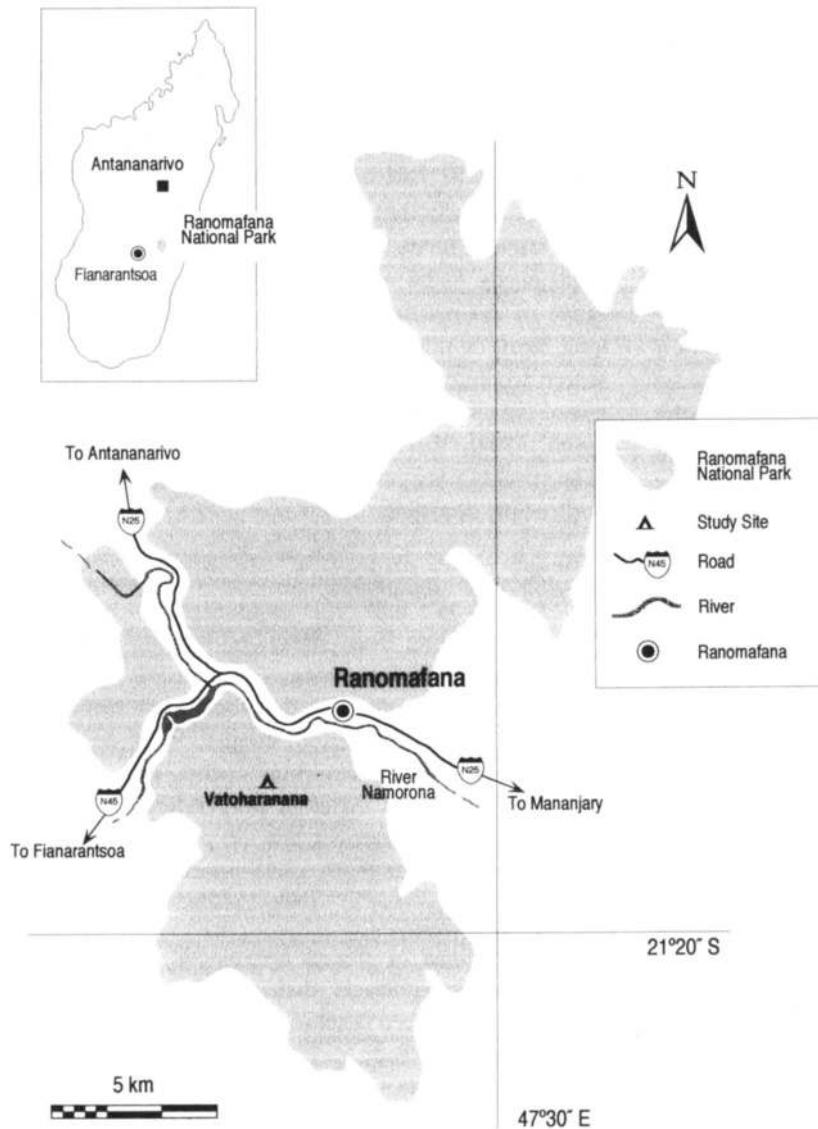 Antananarivo
Ranomafana
National Park
Fianarantsoa
N
To Antananarivo
N25
Ranomafana
National Park
Study Site
N45
Road
River
Ranomafana
Ranomafana
Vatoharanana
River
Namorona
N25
To Mananjary
N45
To Fianarantsoa
21°20″ S
5 km
47°30″ E